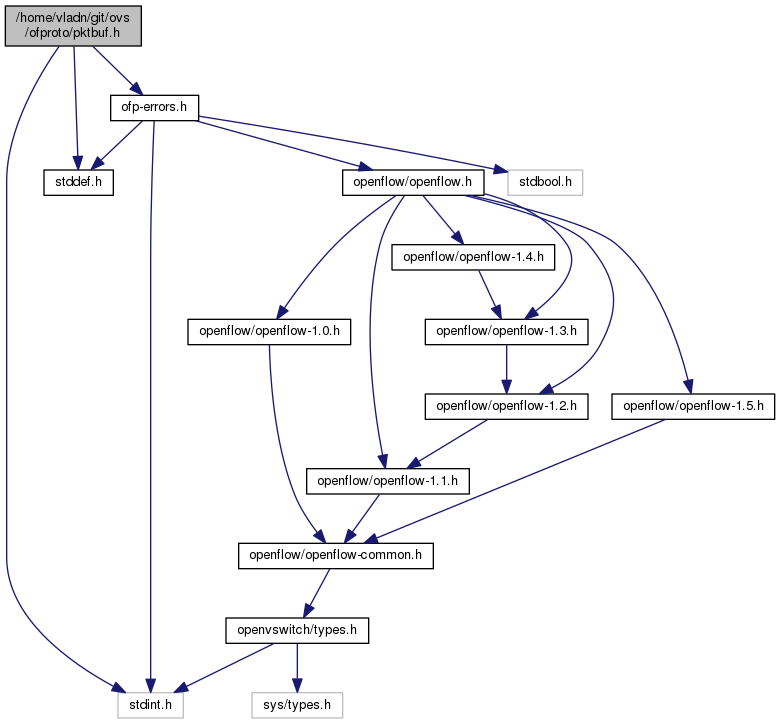 /home/vladn/git/ovs
/ofproto/pktbuf.h
ofp-errors.h
stddef.h
openflow/openflow.h
stdbool.h
openflow/openflow-1.4.h
openflow/openflow-1.0.h
openflow/openflow-1.3.h
openflow/openflow-1.2.h
openflow/openflow-1.5.h
openflow/openflow-1.1.h
openflow/openflow-common.h
openvswitch/types.h
stdint.h
sys/types.h